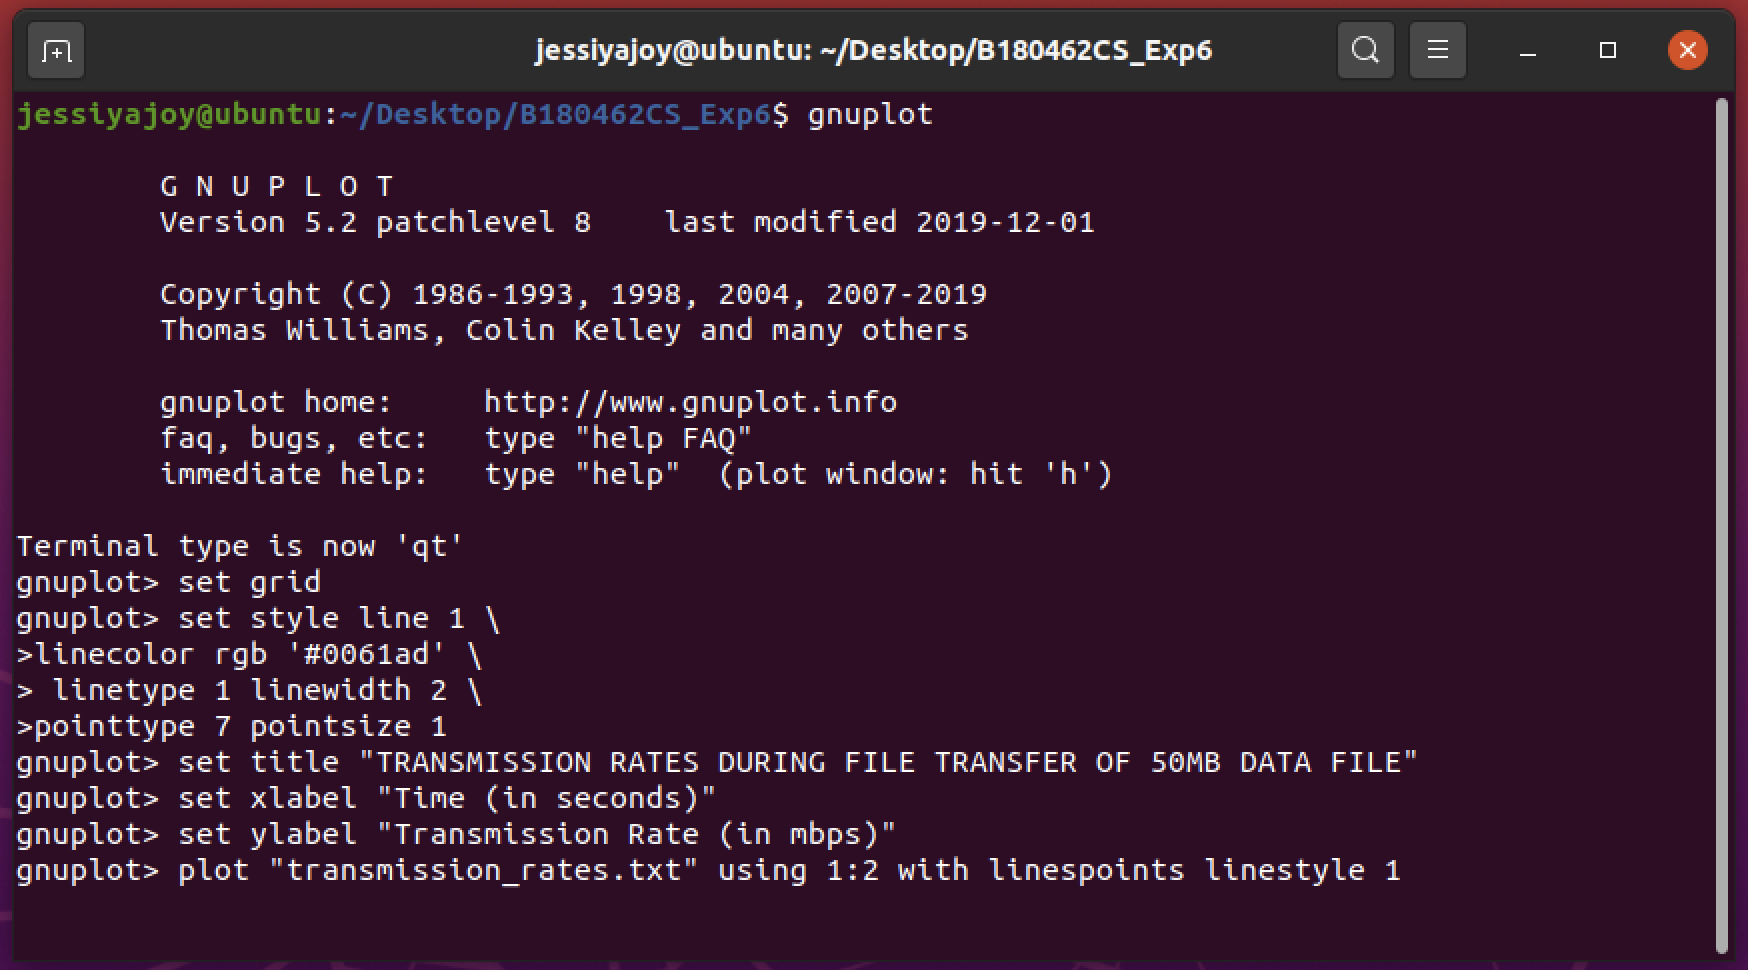 jessiyajoy@ubuntu: ~/Desktop/B180462CS_Exp6
jessiyajoy@ubuntu:~/Desktop/B180462CS_Exp6$ gnuplot
G N U P L O T
Version 5.2 patchlevel 8    last modified 2019-12-01
Copyright (C) 1986-1993, 1998, 2004, 2007-2019
Thomas Williams, Colin Kelley and many others
gnuplot home:     http://www.gnuplot.info
faq, bugs, etc:   type "help FAQ"
immediate help:   type "help"  (plot window: hit 'h')
Terminal type is now 'qt'
gnuplot> set grid
gnuplot> set style line 1 \
>linecolor rgb '#0061ad' \
> linetype 1 linewidth 2 \
>pointtype 7 pointsize 1
gnuplot> set title "TRANSMISSION RATES DURING FILE TRANSFER OF 50MB DATA FILE"
gnuplot> set xlabel "Time (in seconds)"
gnuplot> set ylabel "Transmission Rate (in mbps)"
gnuplot> plot "transmission_rates.txt" using 1:2 with linespoints linestyle 1